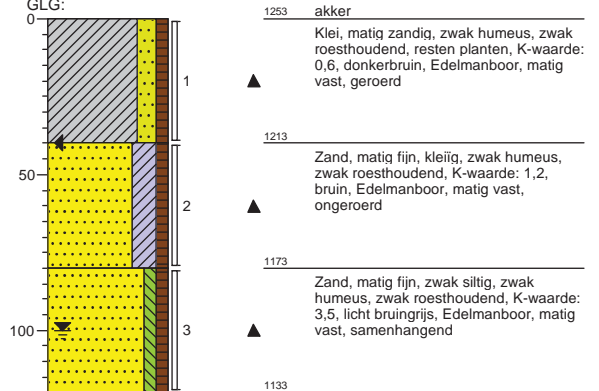 GLG:
0
1253 akker
Klei, matig zandig, zwak humeus, zwak
roesthoudend, resten planten, K-waarde:
0,6, donkerbruin, Edelmanboor, matig
vast, geroerd
1
1213
Zand, matig fijn, kleiïg, zwak humeus,
zwak roesthoudend, K-waarde: 1,2,
bruin, Edelmanboor, matig vast,
ongeroerd
50
2
1173
Zand, matig fijn, zwak siltig, zwak
humeus, zwak roesthoudend, K-waarde:
3,5, licht bruingrijs, Edelmanboor, matig
vast, samenhangend
100
3
1133